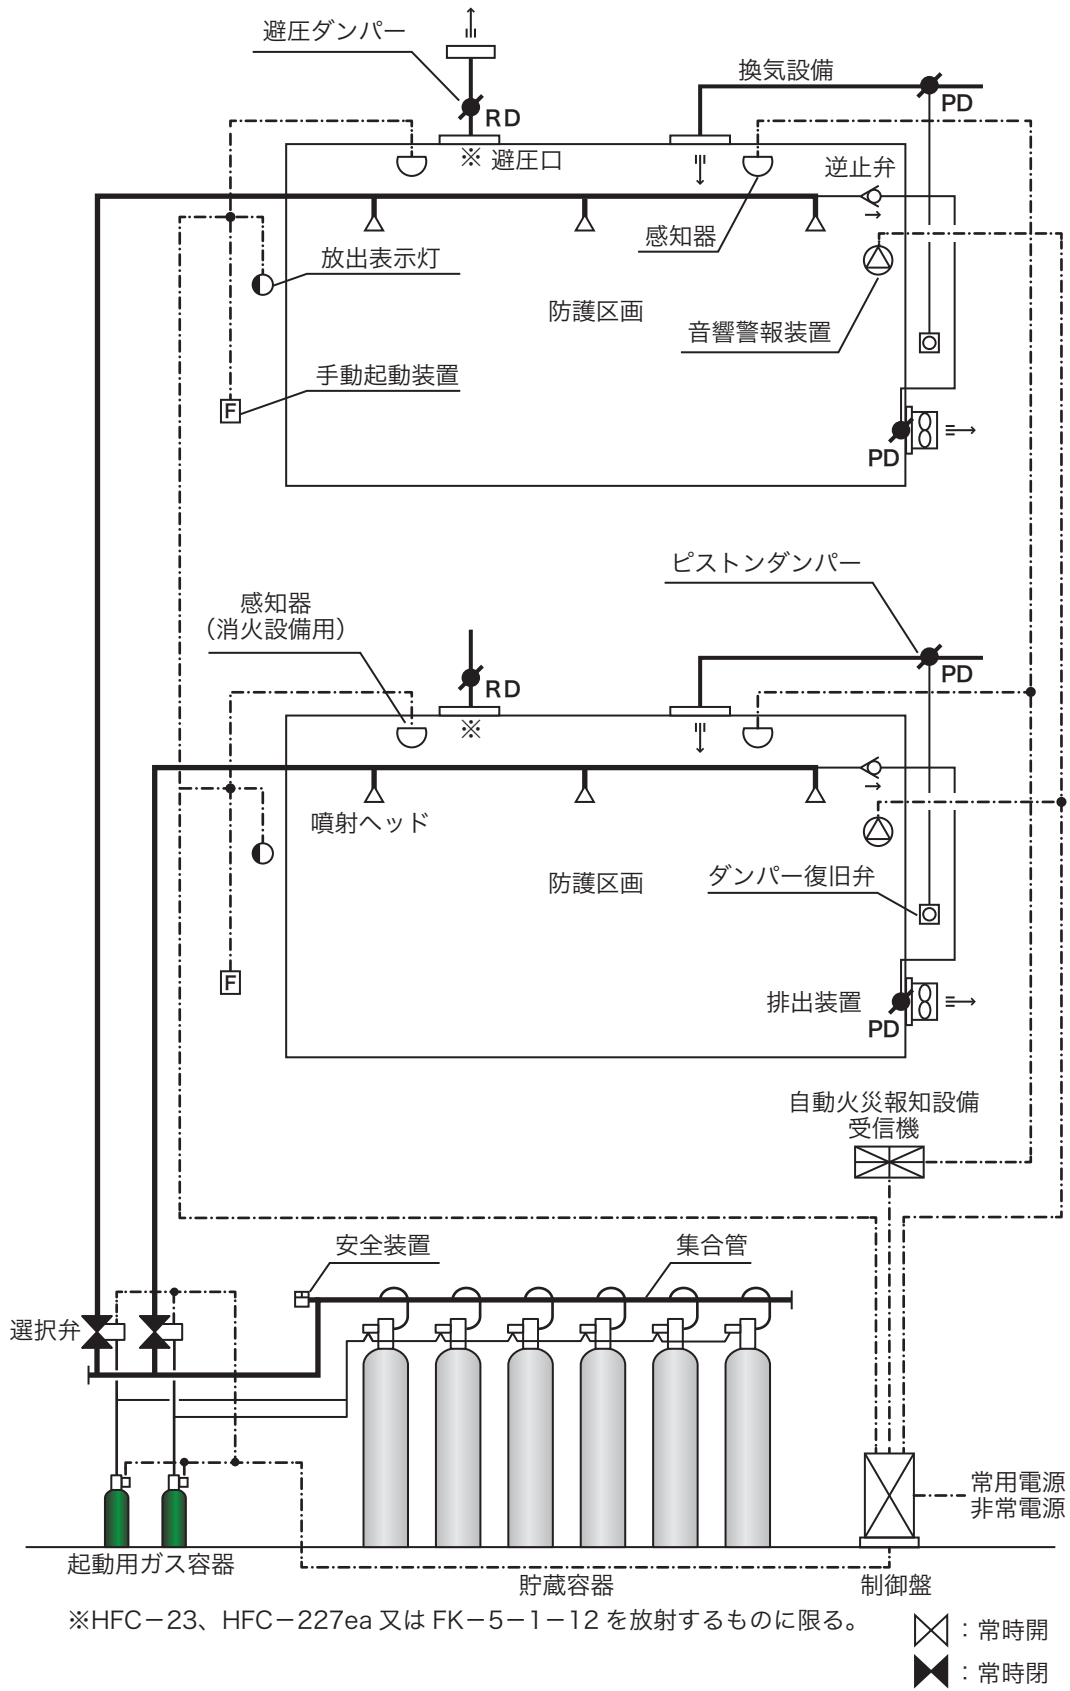 避圧ダンパー
換気設備
PD
RD
※ 避圧口
逆止弁
感知器
放出表示灯
防護区画
音響警報装置
手動起動装置
F
PD
ピストンダンパー
感知器
（消火設備用）
PD
RD
※
噴射ヘッド
防護区画
ダンパー復旧弁
F
排出装置
PD
自動火災報知設備
受信機
安全装置
集合管
選択弁
常用電源
非常電源
起動用ガス容器
貯蔵容器
制御盤
※HFC−23、HFC−227ea 又は FK−5−1−12 を放射するものに限る。
：常時開
：常時閉